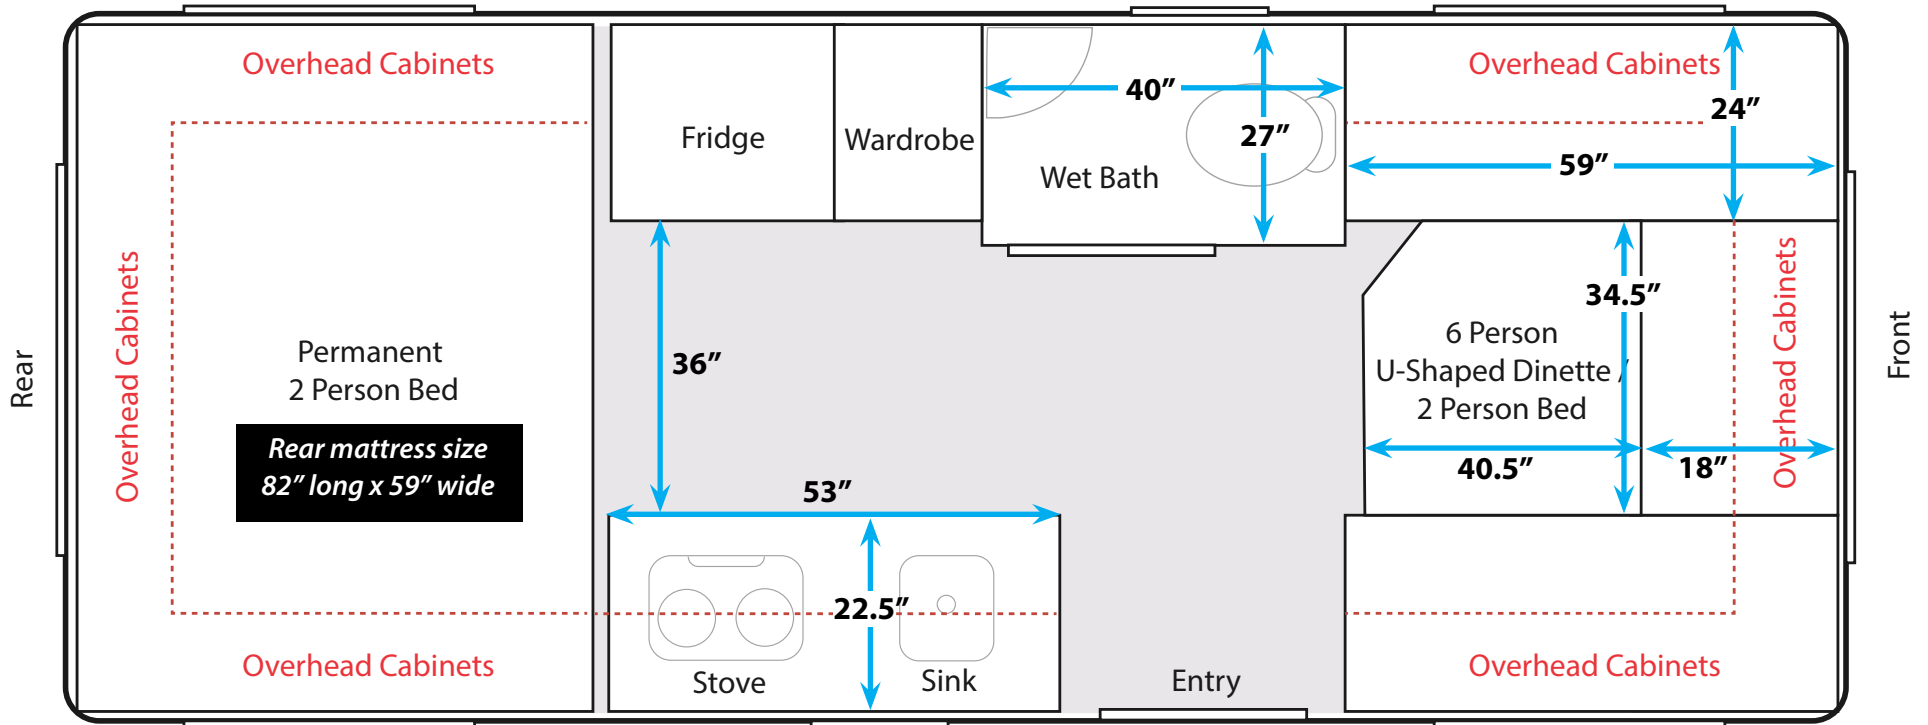 Overhead Cabinets
Overhead Cabinets
40”
24”
Fridge
Wardrobe
27”
59”
Wet Bath
Overhead Cabinets
Overhead Cabinets
34.5”
Rear
Permanent
2 Person Bed
36”
6 Person
U-Shaped Dinette /
2 Person Bed
Front
Rear mattress size
82” long x 59” wide
40.5”
18”
53”
22.5”
Overhead Cabinets
Stove
Sink
Entry
Overhead Cabinets